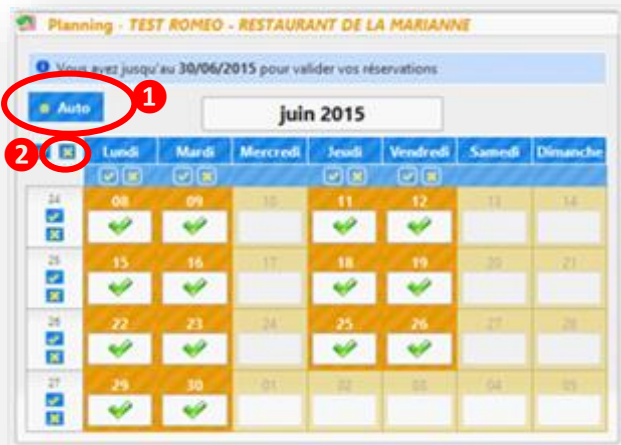 Planning - TEST ROMEO - RESTAURANT DE LA MARIANNE
Vous avez jusqu'au 30/06/2015 pour valider vos réservations
Auto 1
juin 2015
2 Lundi Mardi Mercredi Jeudi Vendredi Samedi Dimanche
24 08 09 10 11 12 13 14
25 15 16 17 18 19 20 21
26 22 23 24 25 26 27 28
27 29 30 01 02 03 04 05